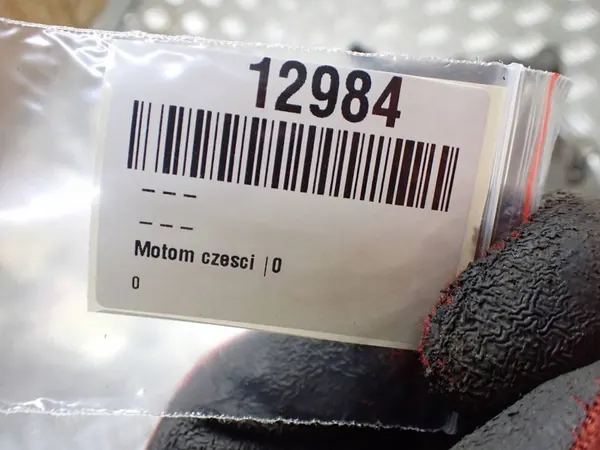 12984
- - -
- - -
Motom czesci |0
0